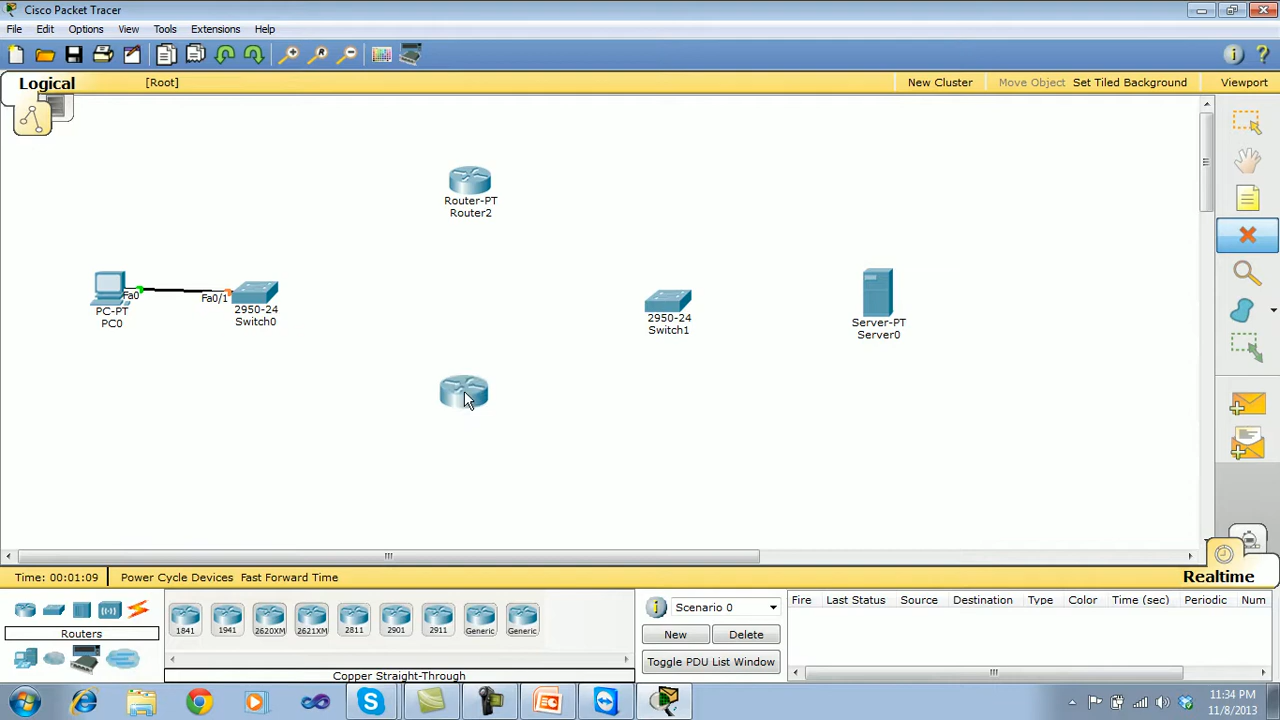 Cisco Packet Tracer
File Edit Options View Tools Extensions Help
Logical [Root] New Cluster Move Object Set Tiled Background Viewport
Router-PT
Router2
Fa0 Fa0/1
PC-PT
PC0
2950-24
Switch0
2950-24
Switch1
Server-PT
Server0
Time: 00:01:09 Power Cycle Devices Fast Forward Time Realtime
Routers
1841 1941 2620XM 2621XM 2811 2901 2911 Generic Generic
Copper Straight-Through
Scenario 0
New Delete
Toggle PDU List Window
Fire Last Status Source Destination Type Color Time (sec) Periodic Num
11:34 PM
11/8/2013